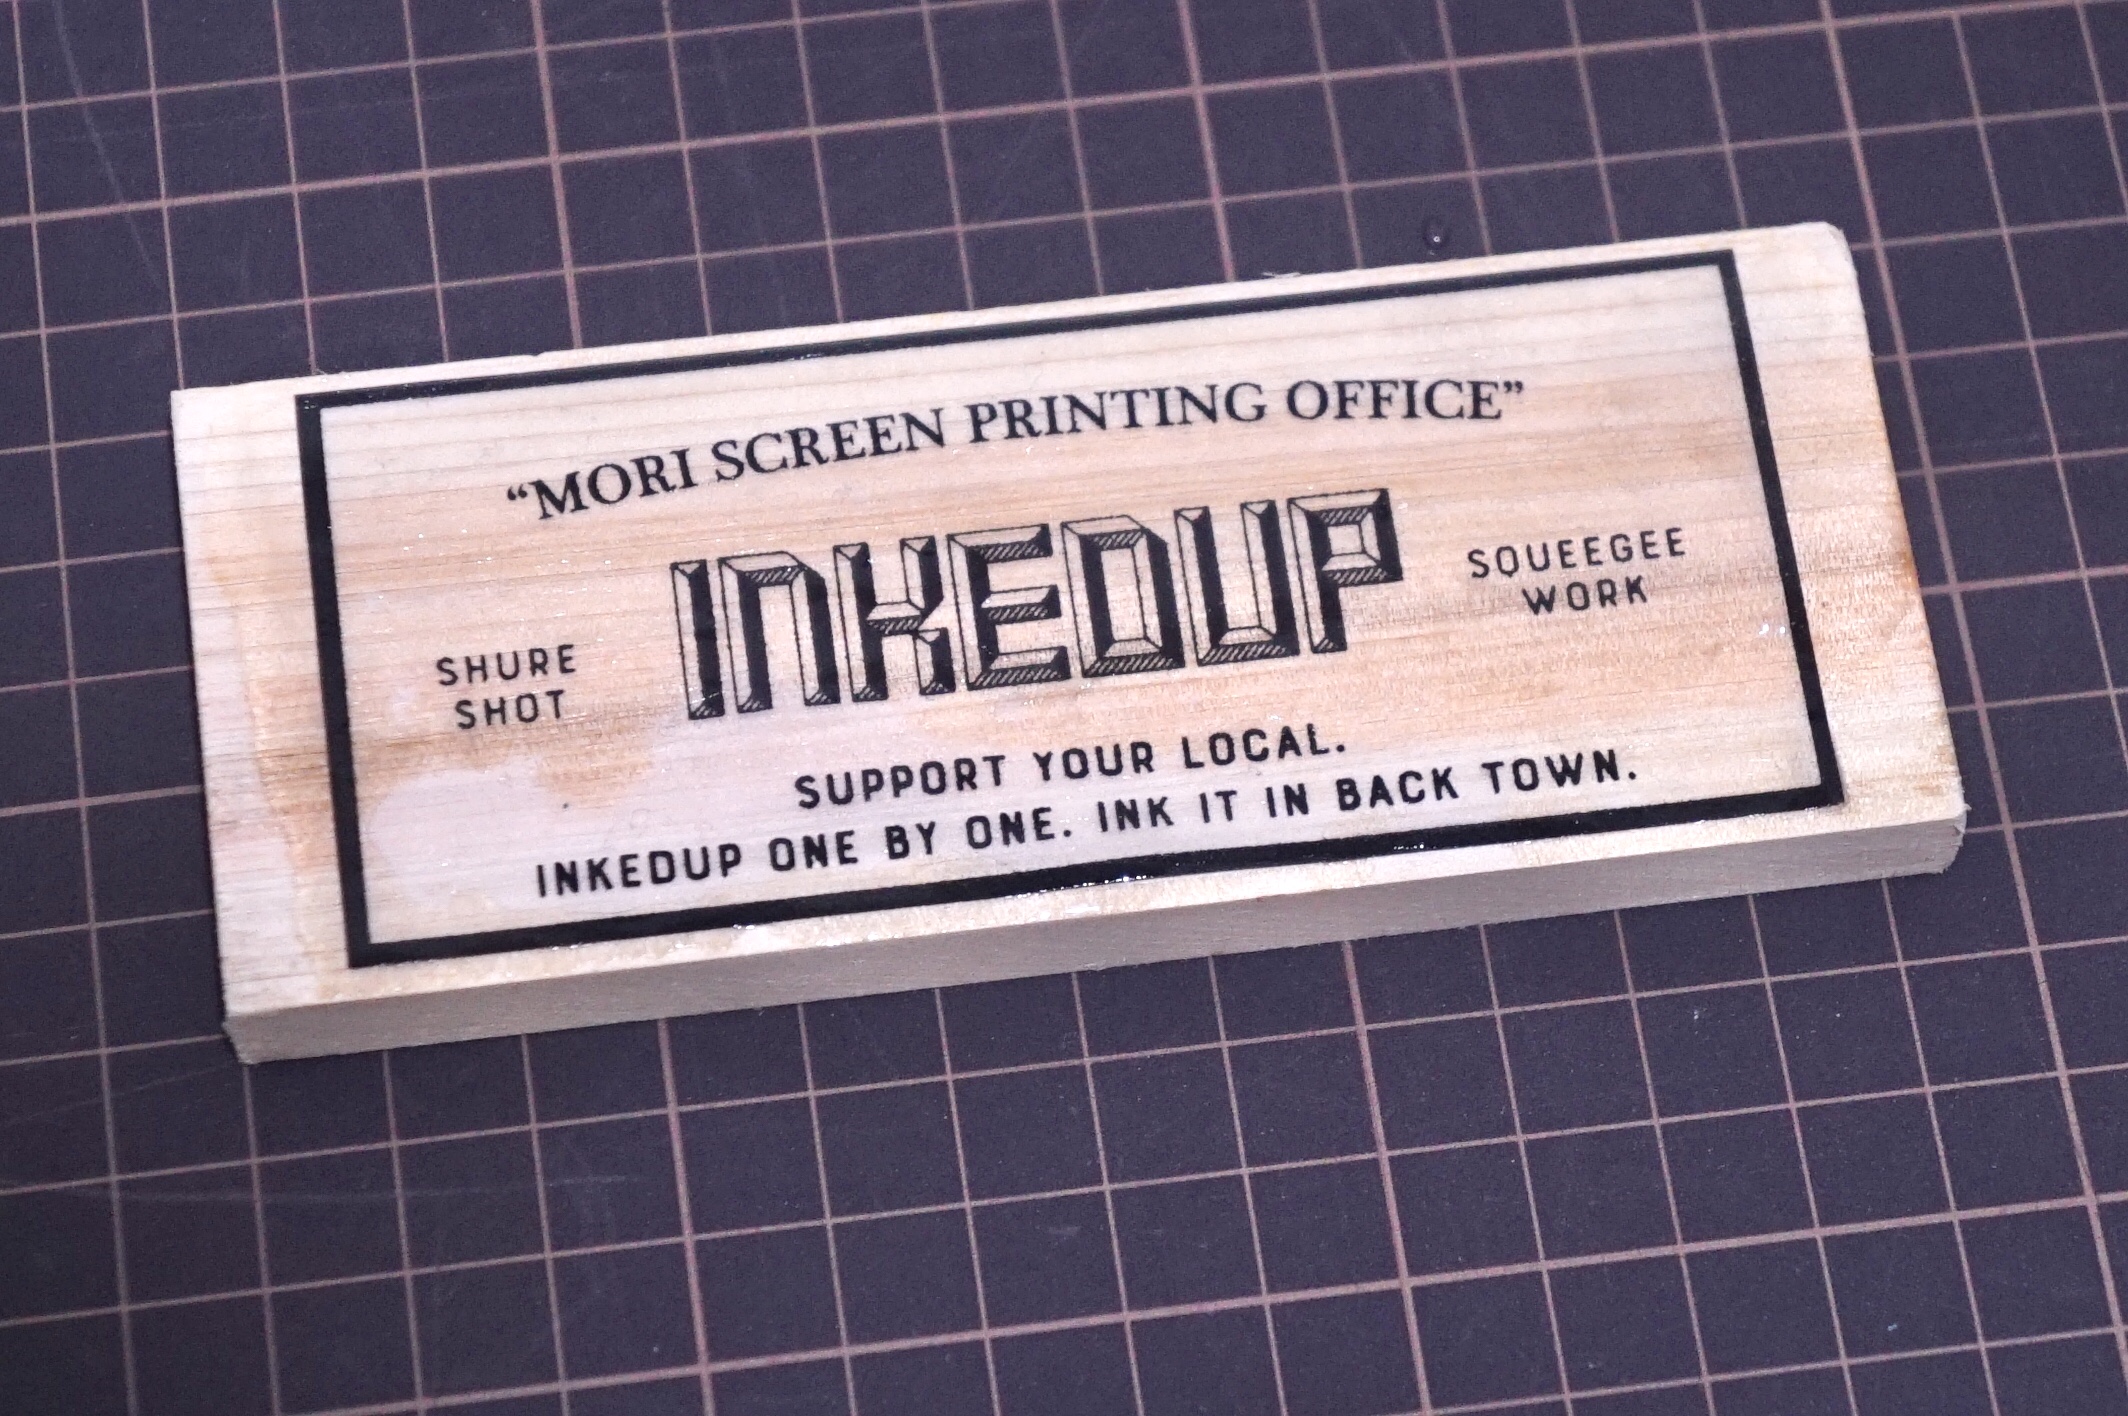 “MORI SCREEN PRINTING OFFICE”
SHURE
SHOT
INKEDUP
SQUEEGEE
WORK
SUPPORT YOUR LOCAL.
INKEDUP ONE BY ONE. INK IT IN BACK TOWN.